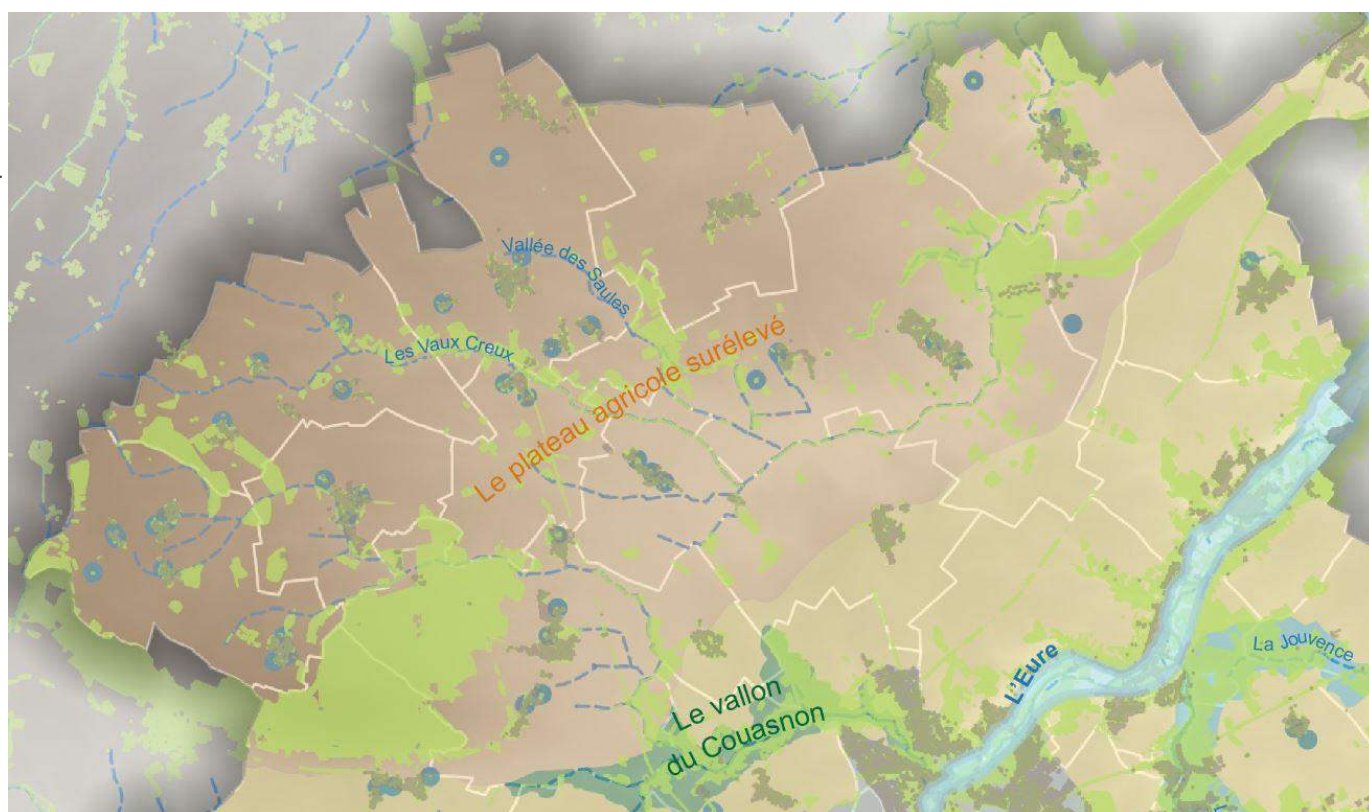 Vallée des Saules
Les Vaux Creux
Le plateau agricole surélevé
La Jouvence
L'Eure
Le vallon
du Couasnon